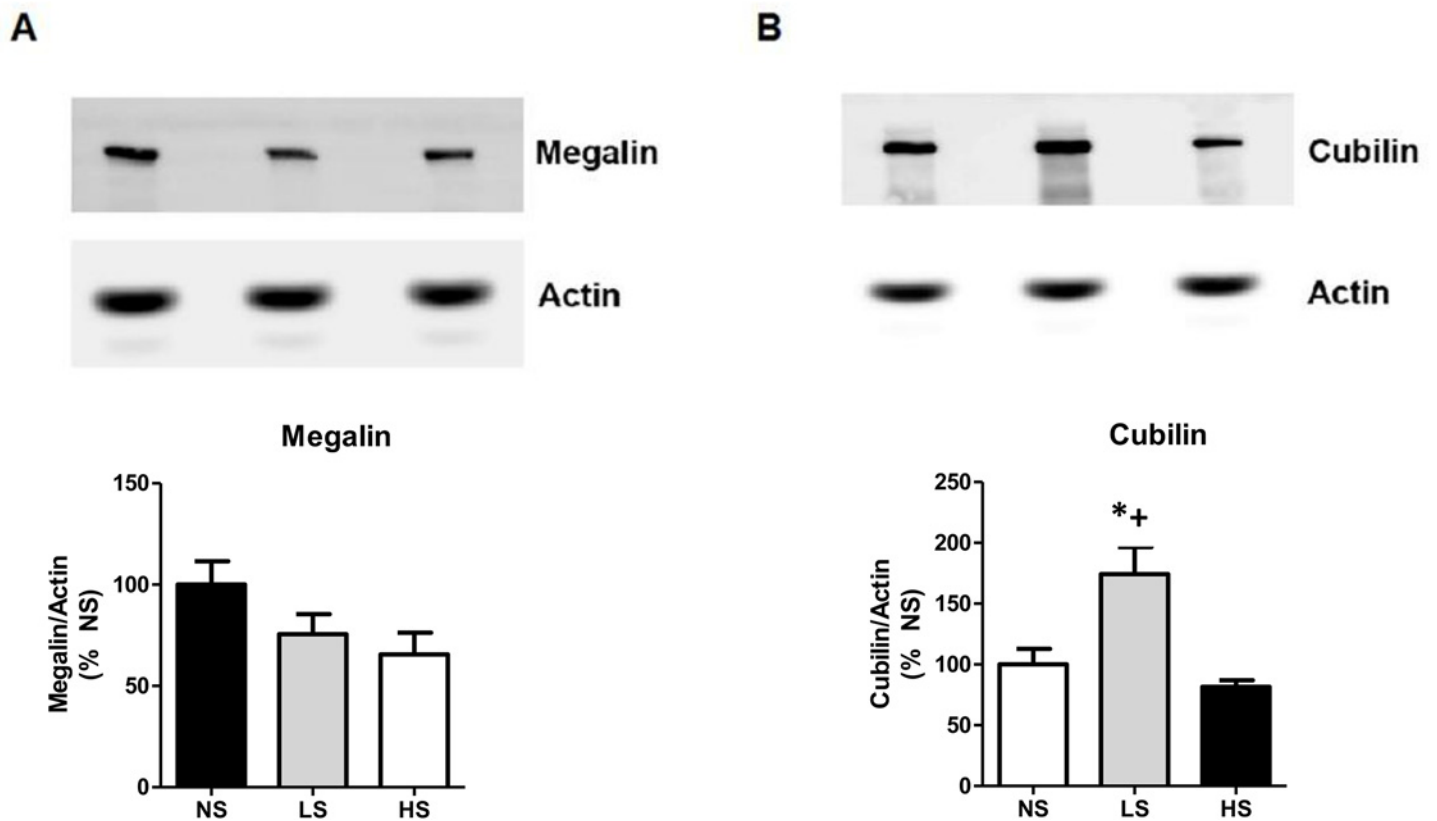 A
Megalin
Actin
Megalin
150
100
50
0
Megalin/Actin
(% NS)
NS LS HS
B
Cubilin
Actin
Cubilin
250
200
150
100
50
0
Cubilin/Actin
(% NS)
*+
NS LS HS